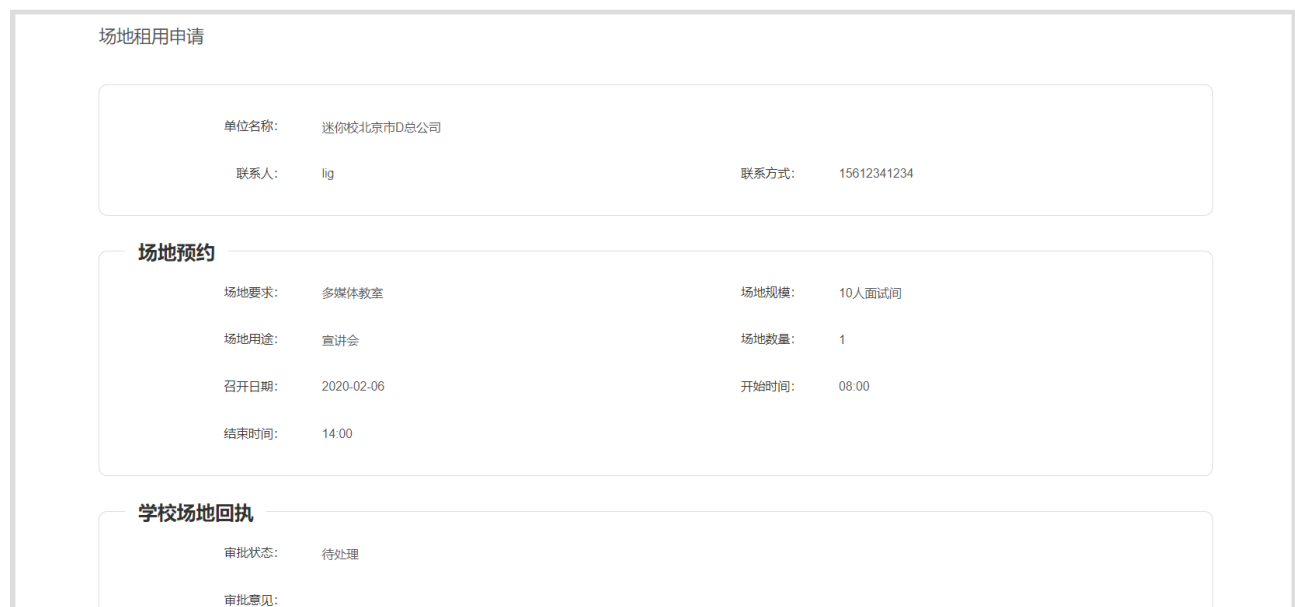 场地租用申请
单位名称： 迷你校北京市D总公司
联系人： lig 联系方式： 15612341234
场地预约
场地要求： 多媒体教室 场地规模： 10人面试间
场地用途： 宣讲会 场地数量： 1
召开日期： 2020-02-06 开始时间： 08:00
结束时间： 14:00
学校场地回执
审批状态： 待处理
审批意见：